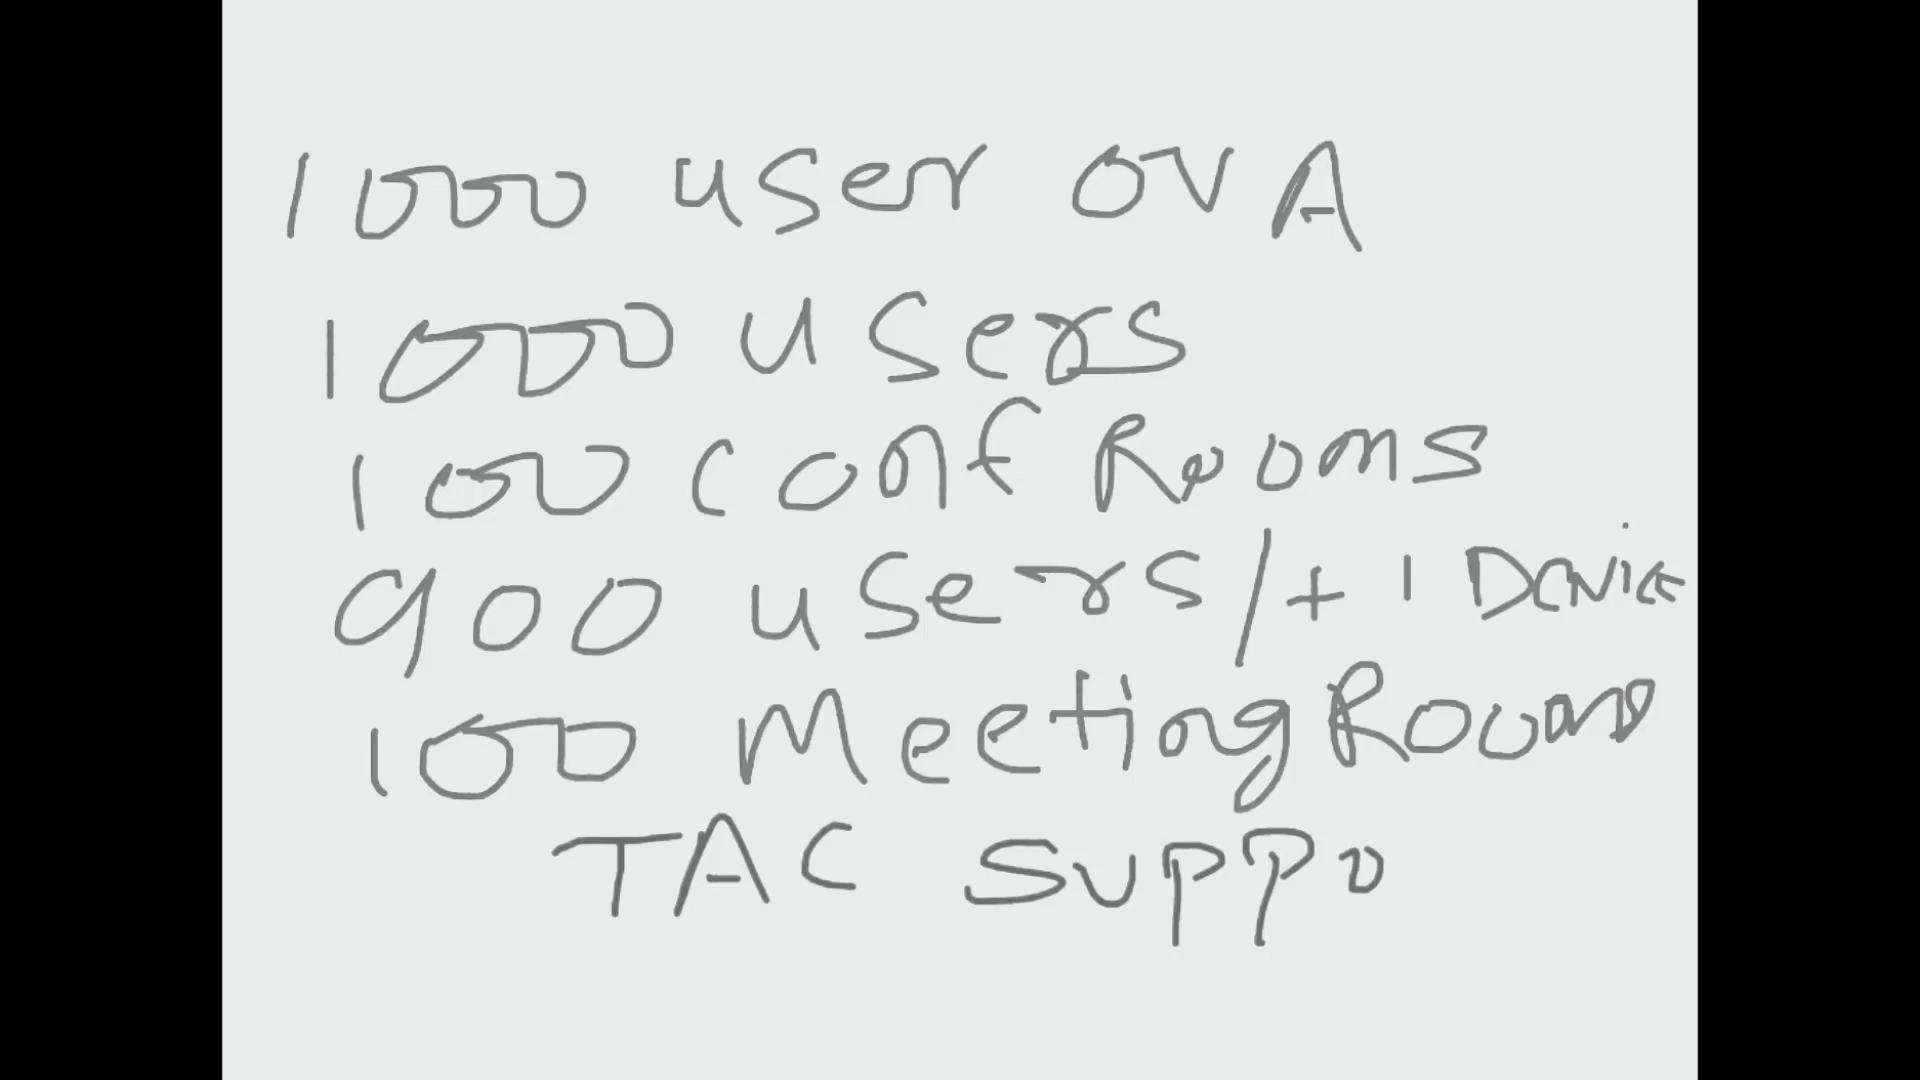 1000 user OVA
1000 users
100 conf Rooms
900 users/+ 1 Device
100 Meeting Rooms
TAC SUPPO